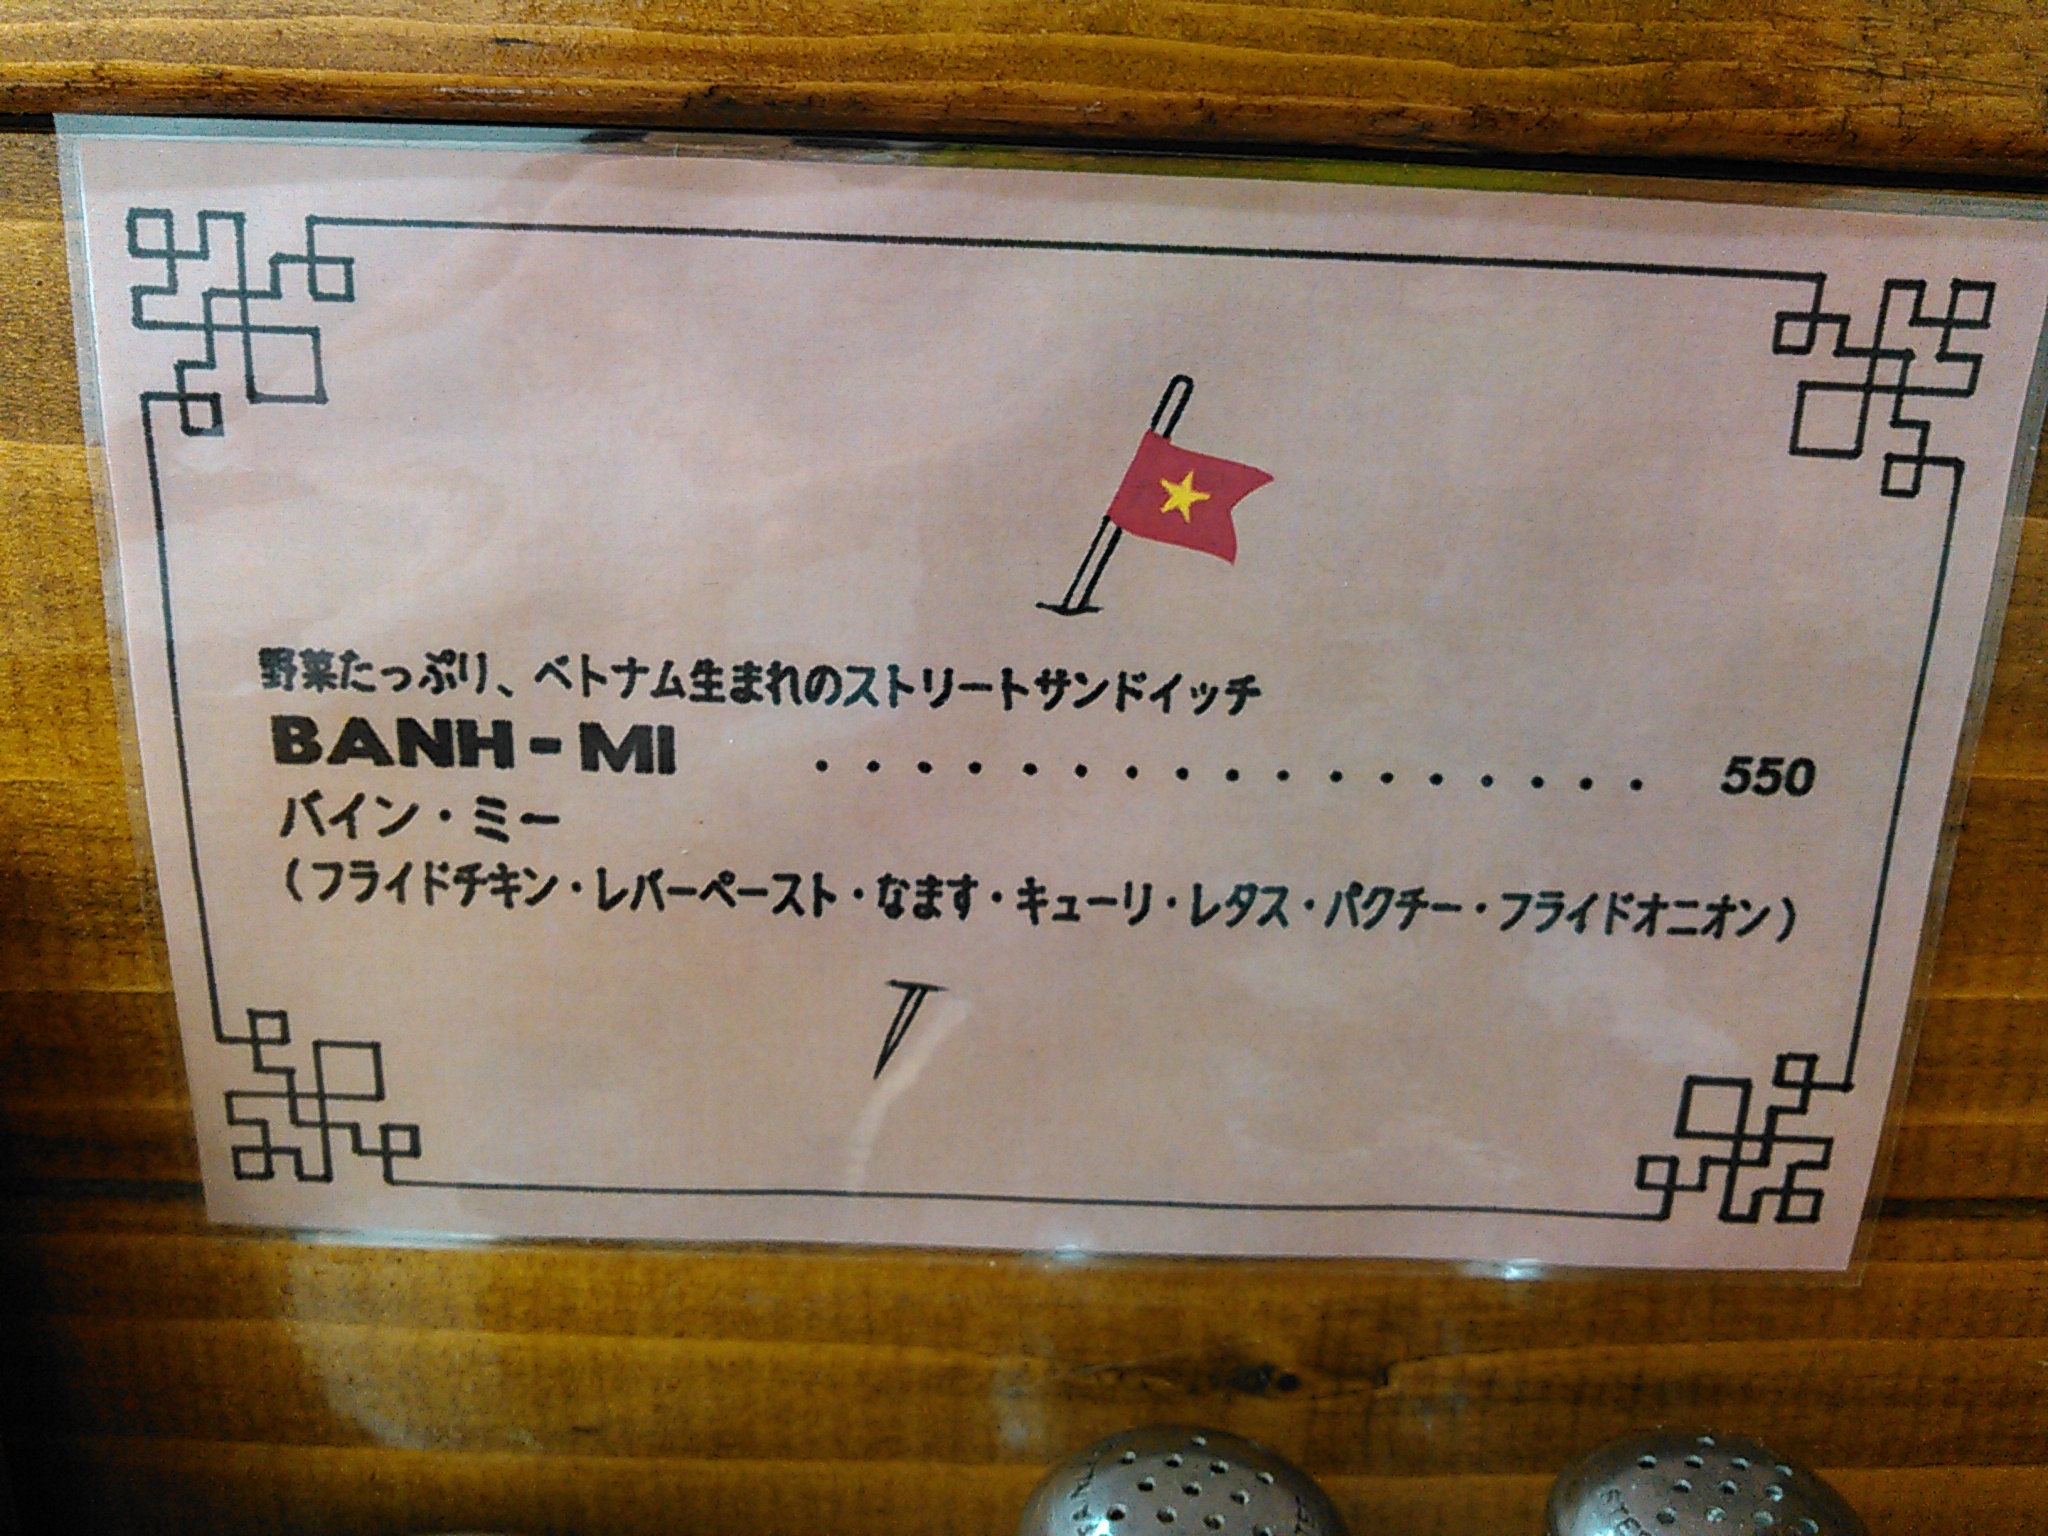 野菜たっぷり、ベトナム生まれのストリートサンドイッチ
BANH-MI .................. 550
バイン・ミー
(フライドチキン・レバーペースト・なます・キューリ・レタス・パクチー・フライドオニオン)